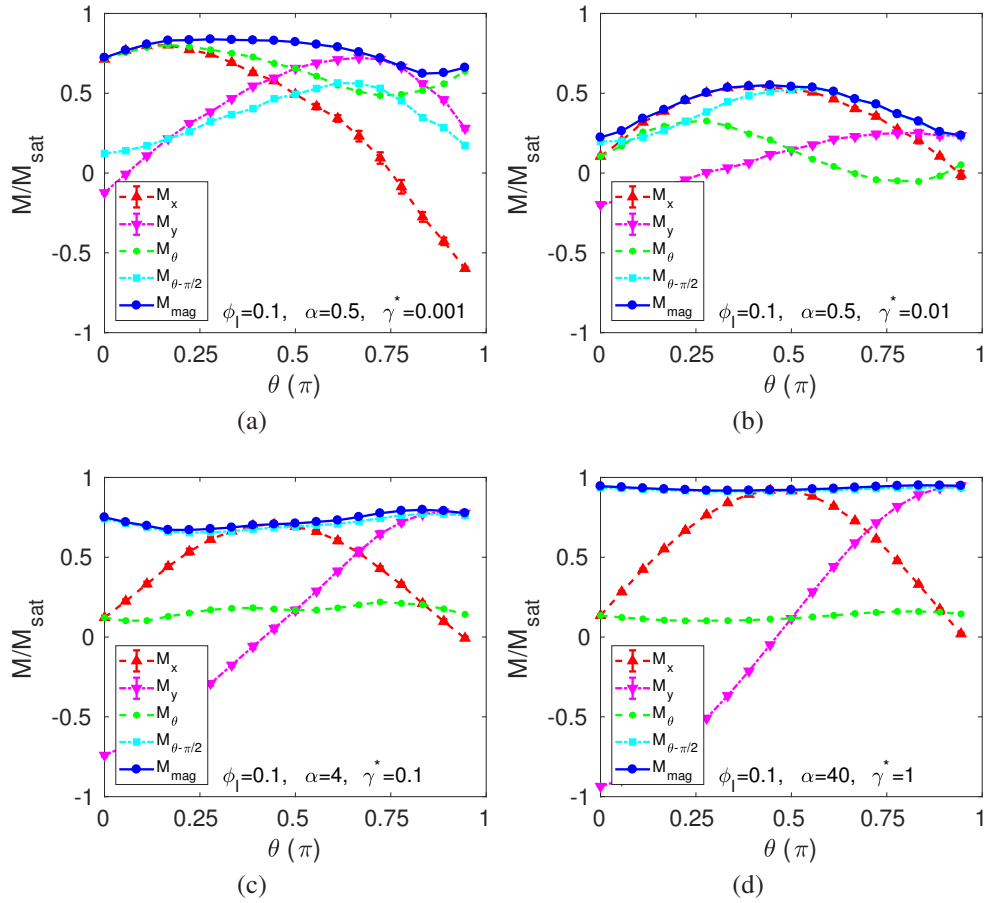 1
0.5
0
-0.5
-1
M/M_sat
M_x
M_y
M_θ
M_θ-π/2
M_mag
ϕ_l=0.1, α=0.5, γ^*=0.001
0 0.25 0.5 0.75 1
θ (π)
(a)
1
0.5
0
-0.5
-1
M/M_sat
M_x
M_y
M_θ
M_θ-π/2
M_mag
ϕ_l=0.1, α=0.5, γ^*=0.01
0 0.25 0.5 0.75 1
θ (π)
(b)
1
0.5
0
-0.5
-1
M/M_sat
M_x
M_y
M_θ
M_θ-π/2
M_mag
ϕ_l=0.1, α=4, γ^*=0.1
0 0.25 0.5 0.75 1
θ (π)
(c)
1
0.5
0
-0.5
-1
M/M_sat
M_x
M_y
M_θ
M_θ-π/2
M_mag
ϕ_l=0.1, α=40, γ^*=1
0 0.25 0.5 0.75 1
θ (π)
(d)